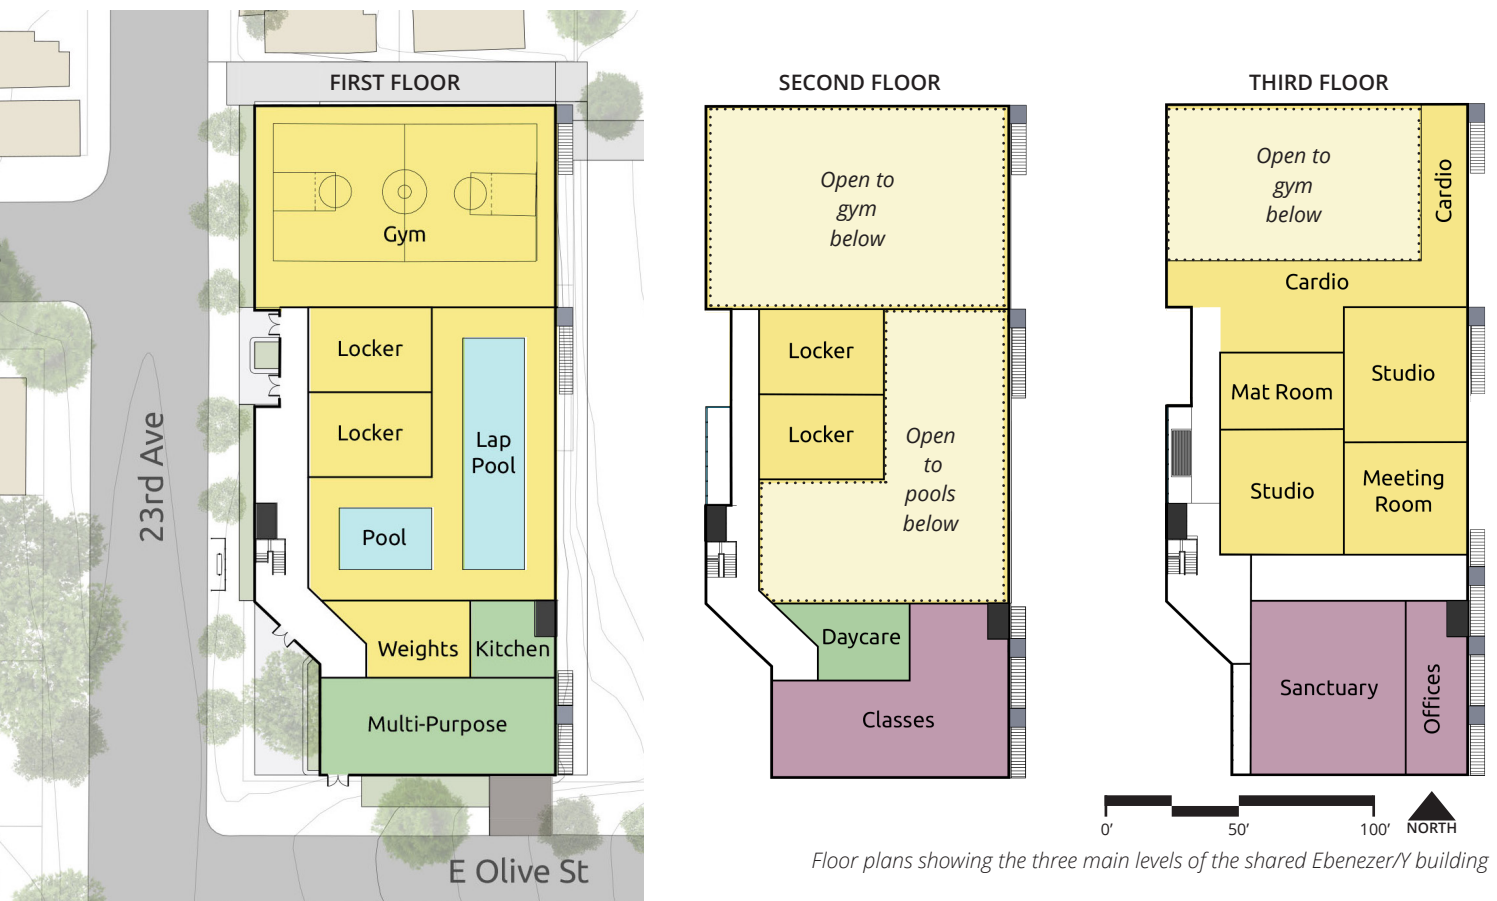 FIRST FLOOR
Gym
Locker
Locker
Lap
Pool
Pool
Weights
Kitchen
Multi-Purpose
23rd Ave
E Olive St
SECOND FLOOR
Open to
gym
below
Locker
Locker
Open
to
pools
below
Daycare
Classes
THIRD FLOOR
Open to
gym
below
Cardio
Cardio
Mat Room
Studio
Studio
Meeting
Room
Sanctuary
Offices
0’
50’
100’
NORTH
Floor plans showing the three main levels of the shared Ebenezer/Y building